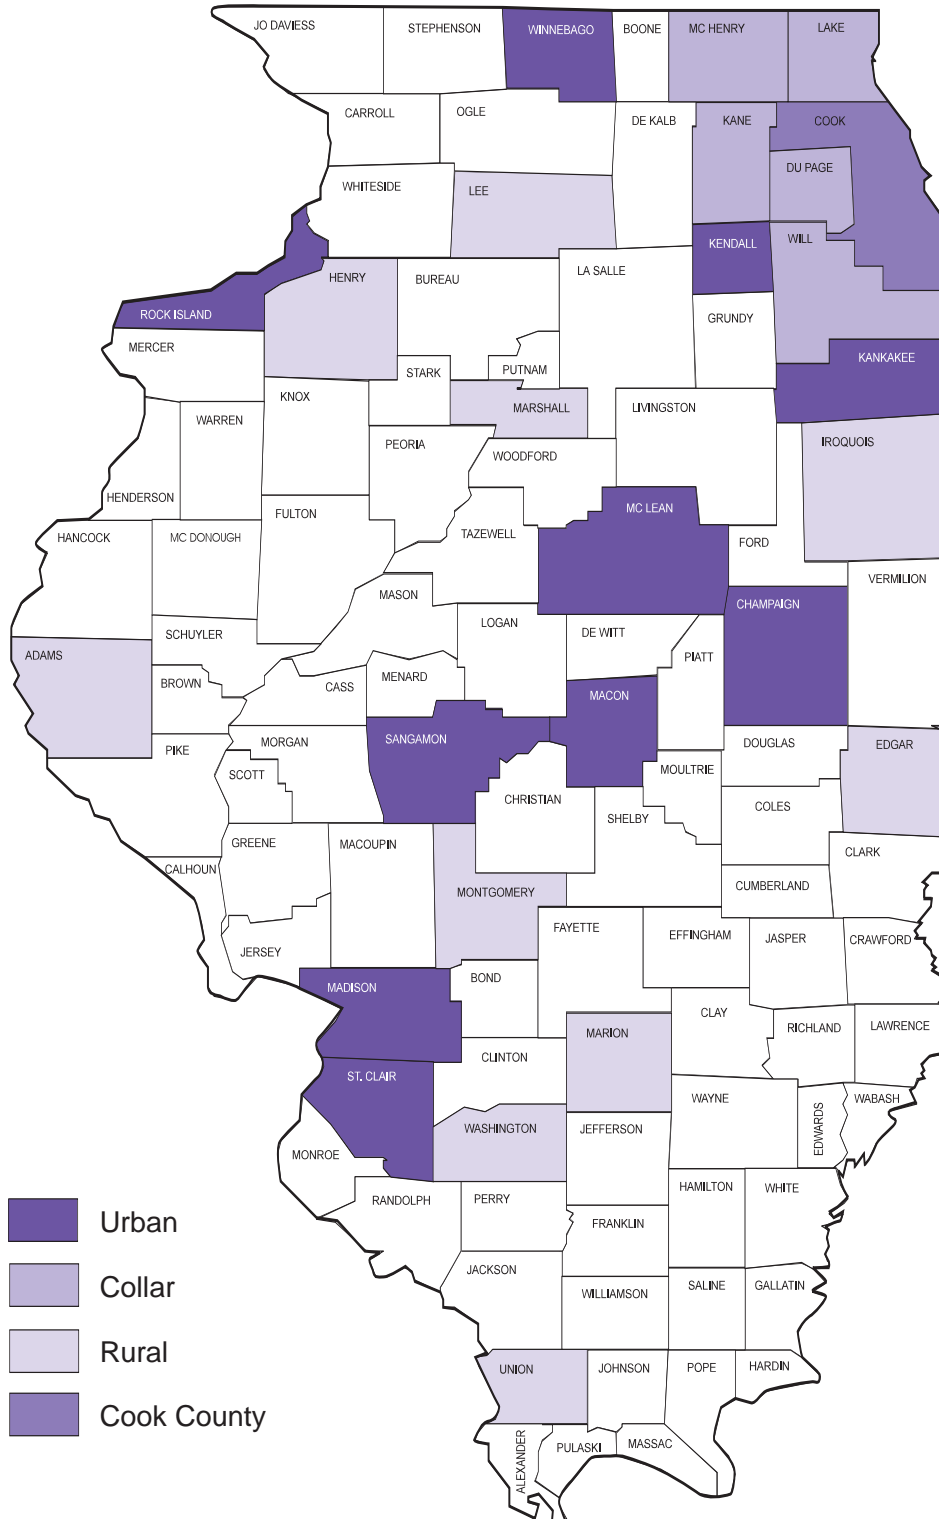 JO DAVIESS
STEPHENSON
WINNEBAGO
BOONE
MC HENRY
LAKE
CARROLL
OGLE
DE KALB
KANE
COOK
DU PAGE
WHITESIDE
LEE
KENDALL
WILL
HENRY
BUREAU
LA SALLE
ROCK ISLAND
GRUNDY
MERCER
KANKAKEE
STARK
PUTNAM
KNOX
MARSHALL
LIVINGSTON
WARREN
PEORIA
IROQUOIS
WOODFORD
HENDERSON
FULTON
MC LEAN
HANCOCK
MC DONOUGH
TAZEWELL
FORD
VERMILION
MASON
CHAMPAIGN
LOGAN
DE WITT
SCHUYLER
ADAMS
PIATT
BROWN
CASS
MENARD
MACON
PIKE
MORGAN
SANGAMON
DOUGLAS
EDGAR
SCOTT
MOULTRIE
CHRISTIAN
COLES
SHELBY
GREENE
MACOUPIN
CLARK
CALHOUN
MONTGOMERY
CUMBERLAND
FAYETTE
EFFINGHAM
JASPER
CRAWFORD
JERSEY
BOND
MADISON
CLAY
RICHLAND
LAWRENCE
MARION
CLINTON
ST. CLAIR
WAYNE
WABASH
EDWARDS
WASHINGTON
JEFFERSON
MONROE
HAMILTON
WHITE
RANDOLPH
PERRY
FRANKLIN
JACKSON
WILLIAMSON
SALINE
GALLATIN
UNION
JOHNSON
POPE
HARDIN
ALEXANDER
PULASKI
MASSAC
Urban
Collar
Rural
Cook County